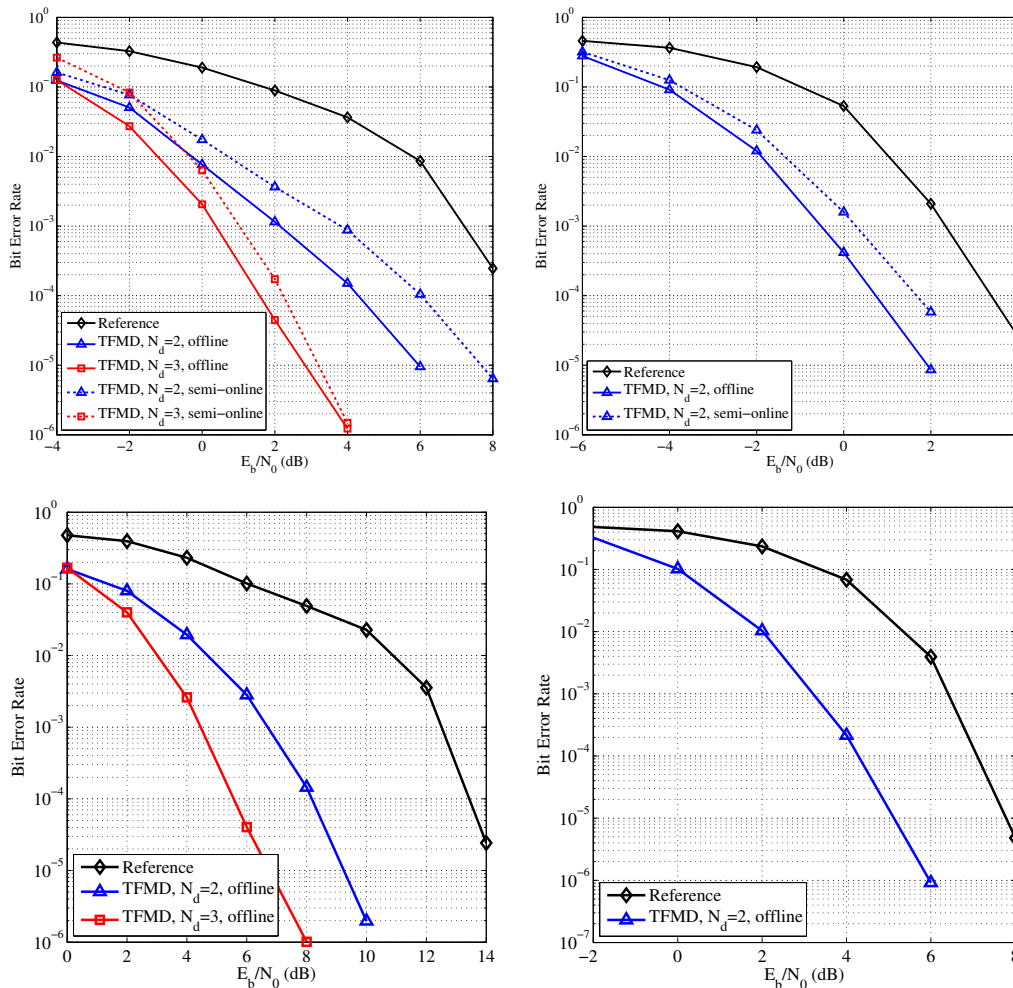 10^0
10^-1
10^-2
10^-3
10^-4
10^-5
10^-6
Bit Error Rate
Reference
TFMD, N_d=2, offline
TFMD, N_d=3, offline
TFMD, N_d=2, semi-online
TFMD, N_d=3, semi-online
-4 -2 0 2 4 6 8
E_b/N_0 (dB)
10^0
10^-1
10^-2
10^-3
10^-4
10^-5
10^-6
Bit Error Rate
Reference
TFMD, N_d=2, offline
TFMD, N_d=2, semi-online
-6 -4 -2 0 2
E_b/N_0 (dB)
10^0
10^-1
10^-2
10^-3
10^-4
10^-5
10^-6
Bit Error Rate
Reference
TFMD, N_d=2, offline
TFMD, N_d=3, offline
0 2 4 6 8 10 12 14
E_b/N_0 (dB)
10^0
10^-1
10^-2
10^-3
10^-4
10^-5
10^-6
10^-7
Bit Error Rate
Reference
TFMD, N_d=2, offline
-2 0 2 4 6 8
E_b/N_0 (dB)